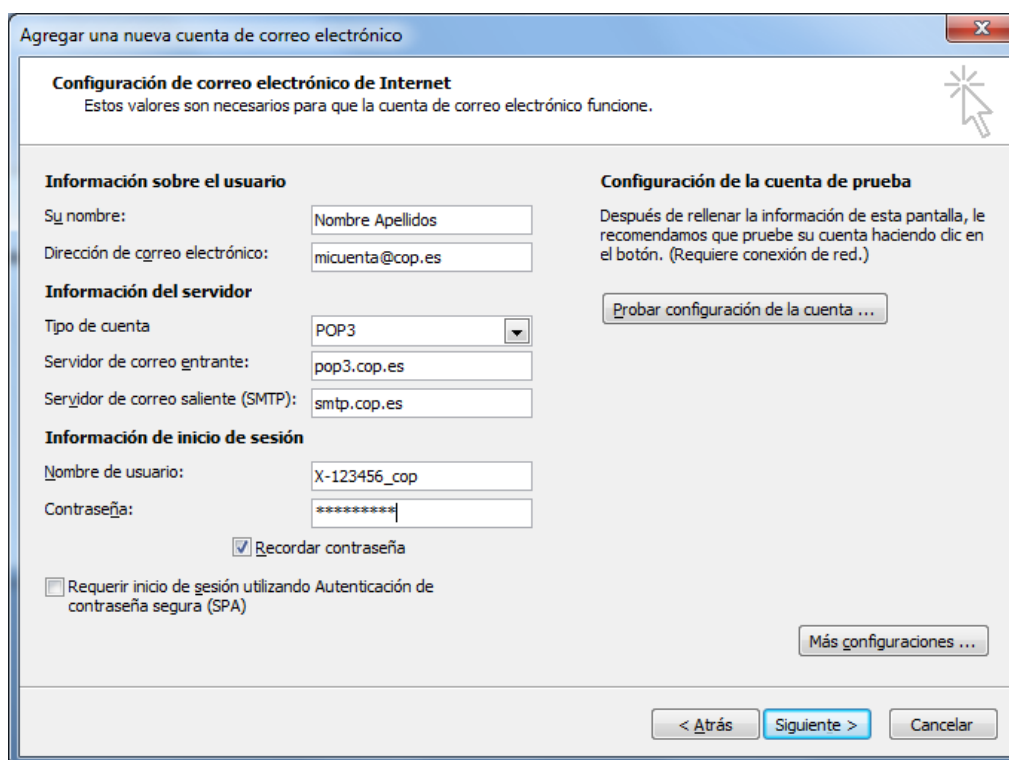 Agregar una nueva cuenta de correo electrónico
Configuración de correo electrónico de Internet
Estos valores son necesarios para que la cuenta de correo electrónico funcione.
Información sobre el usuario
Su nombre:
Nombre Apellidos
Dirección de correo electrónico:
micuenta@cop.es
Información del servidor
Tipo de cuenta
POP3
Servidor de correo entrante:
pop3.cop.es
Servidor de correo saliente (SMTP):
smtp.cop.es
Información de inicio de sesión
Nombre de usuario:
X-123456_cop
Contraseña:
*********
Recordar contraseña
Requerir inicio de sesión utilizando Autenticación de
contraseña segura (SPA)
Configuración de la cuenta de prueba
Después de rellenar la información de esta pantalla, le
recomendamos que pruebe su cuenta haciendo clic en
el botón. (Requiere conexión de red.)
Probar configuración de la cuenta ...
Más configuraciones ...
< Atrás
Siguiente >
Cancelar